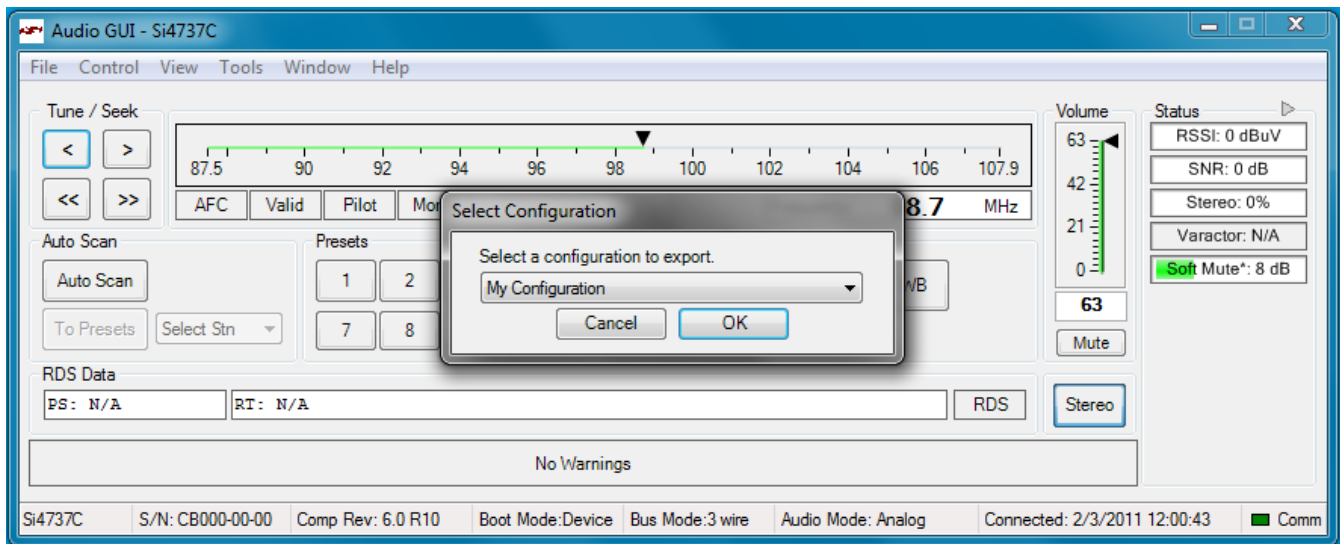 Audio GUI - Si4737C
File Control View Tools Window Help
Tune / Seek
< >
<< >>
87.5 90 92 94 96 98 100 102 104 106 107.9
AFC Valid Pilot
8.7 MHz
Volume
63
42
21
0
63
Mute
Status
RSSI: 0 dBuV
SNR: 0 dB
Stereo: 0%
Varactor: N/A
Soft Mute*: 8 dB
Auto Scan
Auto Scan
To Presets Select Stn
Presets
1 2
7 8
Select Configuration
Select a configuration to export.
My Configuration
Cancel OK
RDS Data
PS: N/A RT: N/A RDS
Stereo
No Warnings
Si4737C S/N: CB000-00-00 Comp Rev: 6.0 R10 Boot Mode:Device Bus Mode:3 wire Audio Mode: Analog Connected: 2/3/2011 12:00:43 Comm